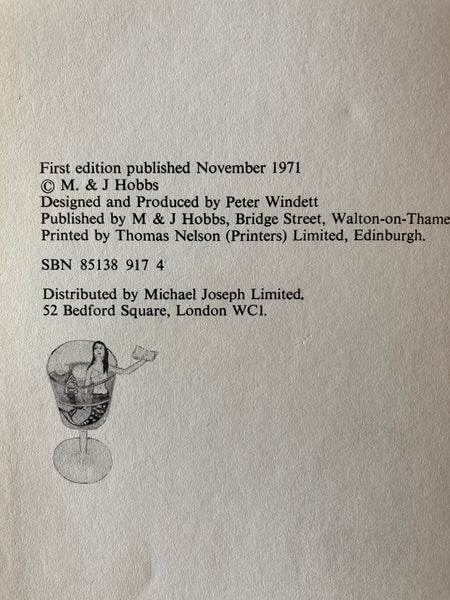 First edition published November 1971
© M. & J Hobbs
Designed and Produced by Peter Windett
Published by M & J Hobbs, Bridge Street, Walton-on-Thame
Printed by Thomas Nelson (Printers) Limited, Edinburgh.
SBN 85138 917 4
Distributed by Michael Joseph Limited.
52 Bedford Square, London WC1.